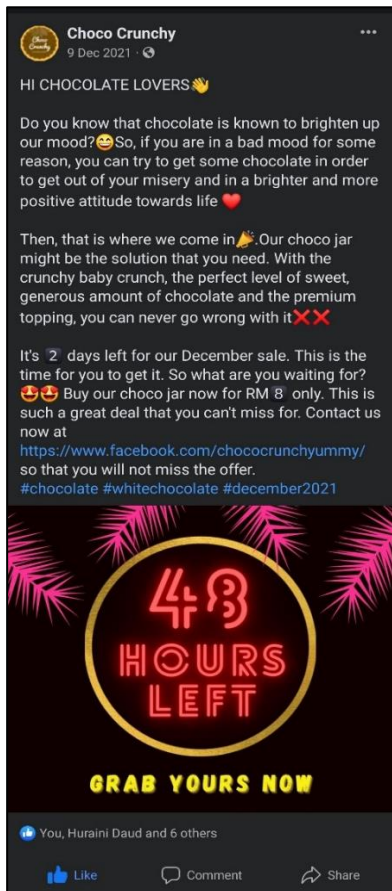 Choco Crunchy
9 Dec 2021 ·
HI CHOCOLATE LOVERS👋
Do you know that chocolate is known to brighten up
our mood?😄So, if you are in a bad mood for some
reason, you can try to get some chocolate in order
to get out of your misery and in a brighter and more
positive attitude towards life ❤️
Then, that is where we come in🎉.Our choco jar
might be the solution that you need. With the
crunchy baby crunch, the perfect level of sweet,
generous amount of chocolate and the premium
topping, you can never go wrong with it❌❌
It's 2️⃣ days left for our December sale. This is the
time for you to get it. So what are you waiting for?
🤩🤩 Buy our choco jar now for RM8️⃣ only. This is
such a great deal that you can't miss for. Contact us
now at
https://www.facebook.com/chococrunchyummy/
so that you will not miss the offer.
#chocolate #whitechocolate #december2021
48
HOURS
LEFT
GRAB YOURS NOW
You, Huraini Daud and 6 others
Like Comment Share